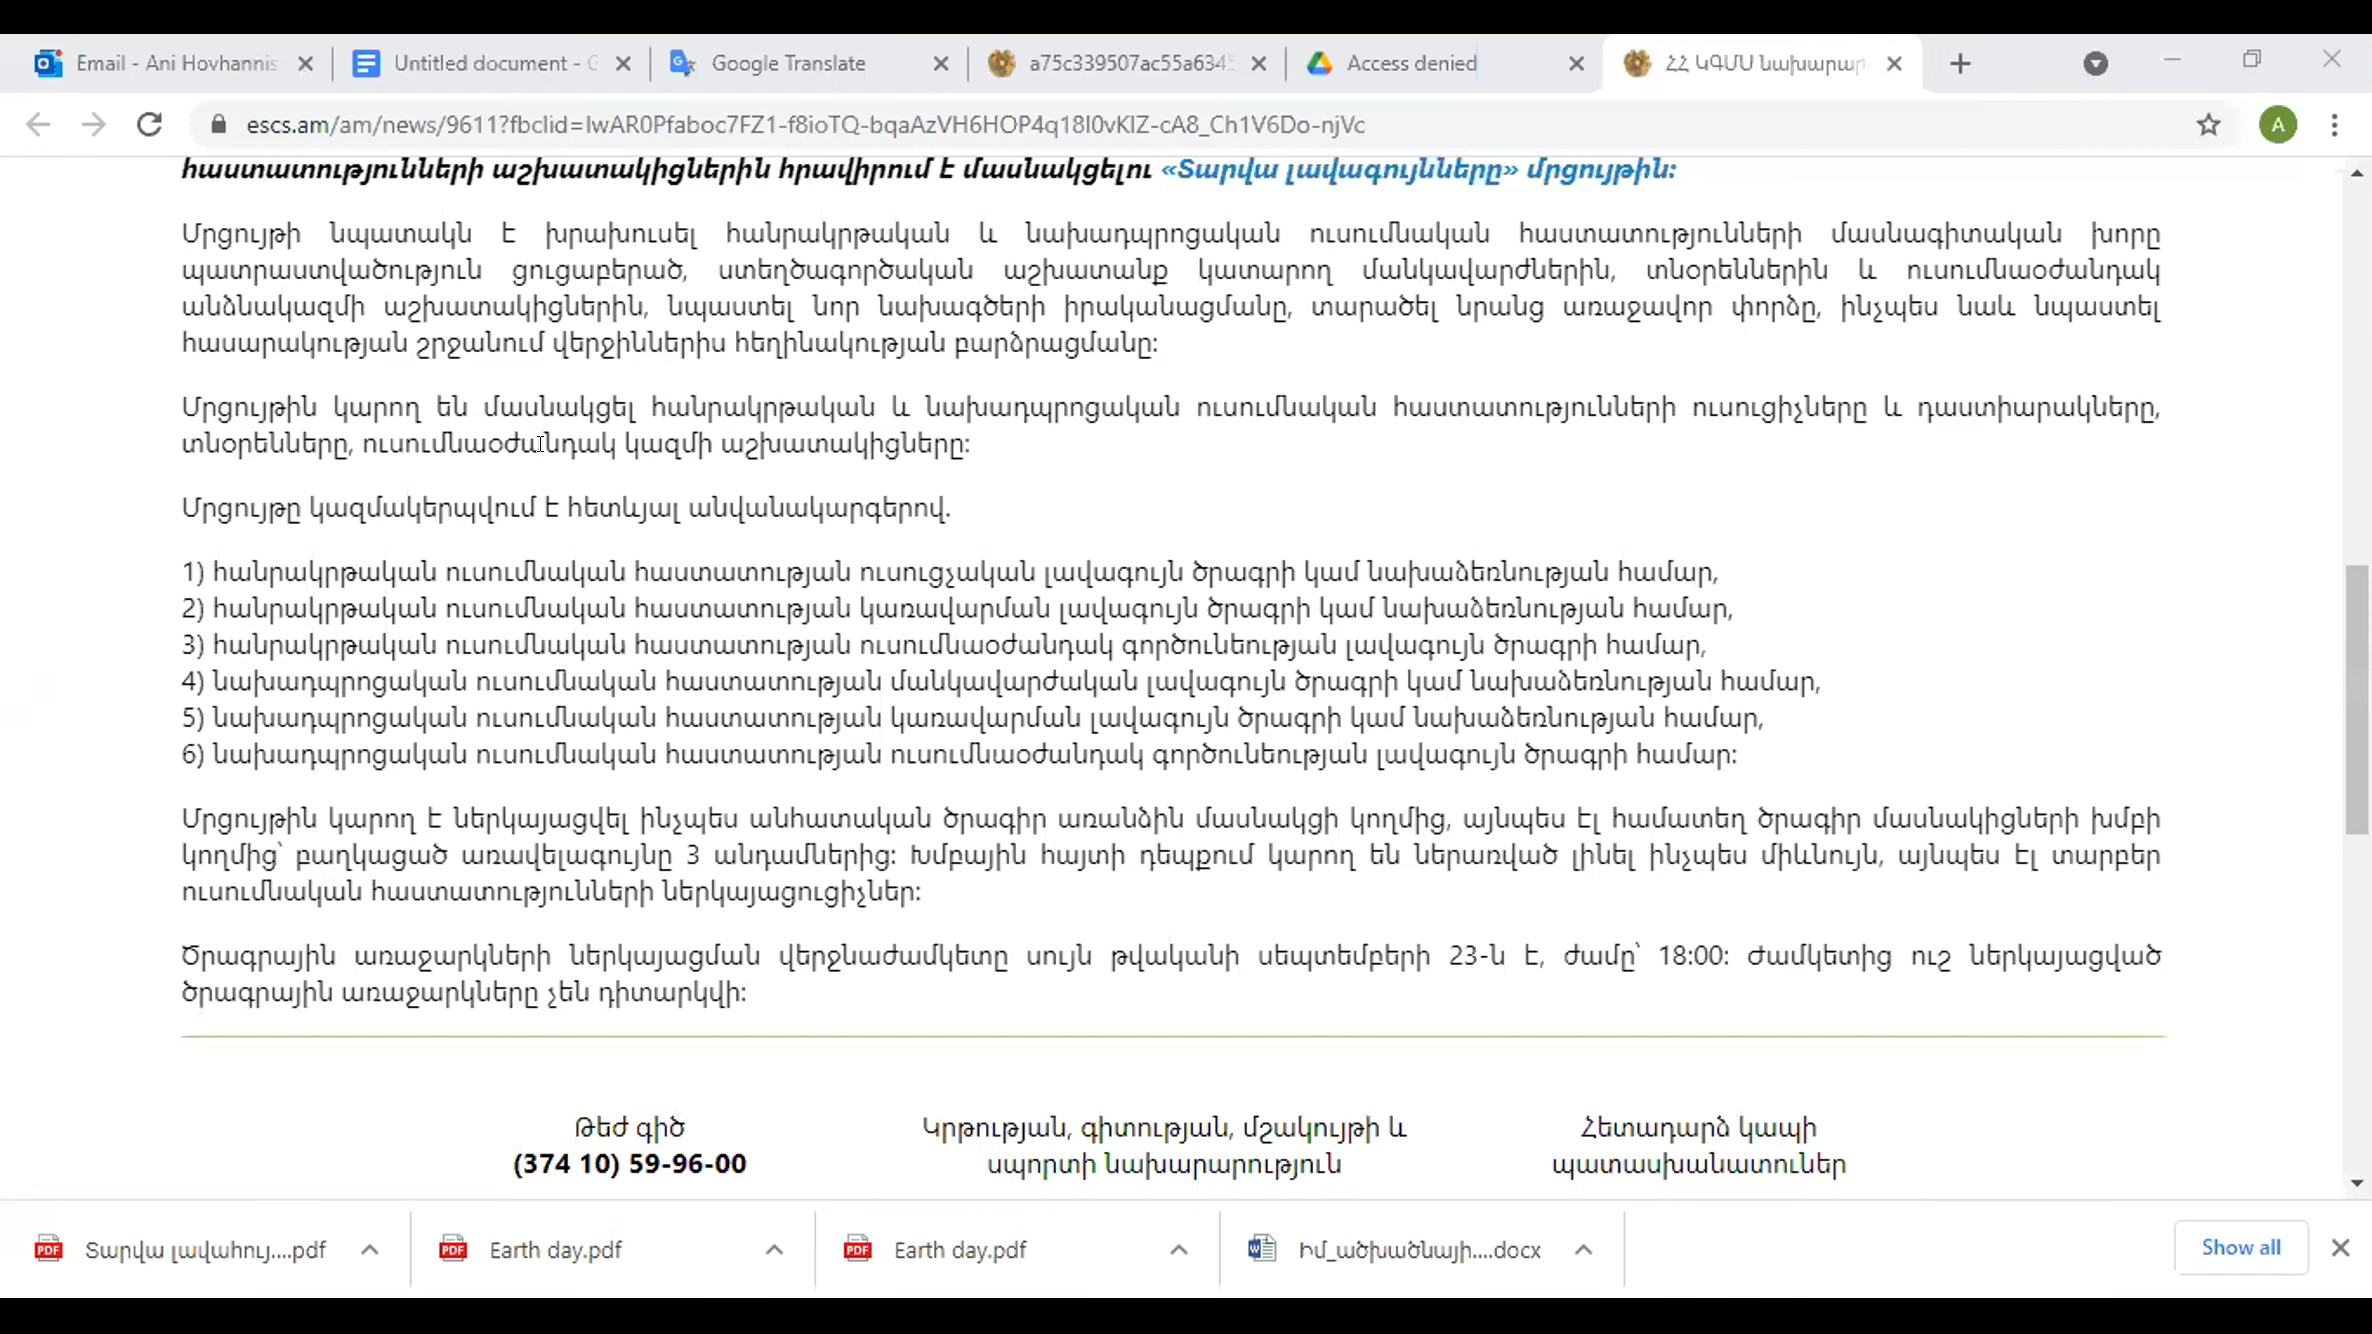 Email - Ani Hovhannis
Untitled document - G
Google Translate
a75c339507ac55a6345
Access denied
ՀՀ ԿԳՄՍ նախարար
escs.am/am/news/9611?fbclid=IwAR0Pfaboc7FZ1-f8ioTQ-bqaAzVH6HOP4q18I0vKlZ-cA8_Ch1V6Do-njVc
A
հաստատությունների աշխատակիցներին հրավիրում է մասնակցելու «Տարվա լավագույնները» մրցույթին:
Մրցույթի նպատակն է խրախուսել հանրակրթական և նախադպրոցական ուսումնական հաստատությունների մասնագիտական խորը
պատրաստվածություն ցուցաբերած, ստեղծագործական աշխատանք կատարող մանկավարժներին, տնօրեններին և ուսումնաօժանդակ
անձնակազմի աշխատակիցներին, նպաստել նոր նախագծերի իրականացմանը, տարածել նրանց առաջավոր փորձը, ինչպես նաև նպաստել
հասարակության շրջանում վերջիններիս հեղինակության բարձրացմանը:
Մրցույթին կարող են մասնակցել հանրակրթական և նախադպրոցական ուսումնական հաստատությունների ուսուցիչները և դաստիարակները,
տնօրենները, ուսումնաօժանդակ կազմի աշխատակիցները:
Մրցույթը կազմակերպվում է հետևյալ անվանակարգերով.
1) հանրակրթական ուսումնական հաստատության ուսուցչական լավագույն ծրագրի կամ նախաձեռնության համար,
2) հանրակրթական ուսումնական հաստատության կառավարման լավագույն ծրագրի կամ նախաձեռնության համար,
3) հանրակրթական ուսումնական հաստատության ուսումնաօժանդակ գործունեության լավագույն ծրագրի համար,
4) նախադպրոցական ուսումնական հաստատության մանկավարժական լավագույն ծրագրի կամ նախաձեռնության համար,
5) նախադպրոցական ուսումնական հաստատության կառավարման լավագույն ծրագրի կամ նախաձեռնության համար,
6) նախադպրոցական ուսումնական հաստատության ուսումնաօժանդակ գործունեության լավագույն ծրագրի համար:
Մրցույթին կարող է ներկայացվել ինչպես անհատական ծրագիր առանձին մասնակցի կողմից, այնպես էլ համատեղ ծրագիր մասնակիցների խմբի
կողմից՝ բաղկացած առավելագույնը 3 անդամներից: Խմբային հայտի դեպքում կարող են ներառված լինել ինչպես միևնույն, այնպես էլ տարբեր
ուսումնական հաստատությունների ներկայացուցիչներ:
Ծրագրային առաջարկների ներկայացման վերջնաժամկետը սույն թվականի սեպտեմբերի 23-ն է, ժամը՝ 18:00: Ժամկետից ուշ ներկայացված
ծրագրային առաջարկները չեն դիտարկվի:
Թեժ գիծ
(374 10) 59-96-00
Կրթության, գիտության, մշակույթի և
սպորտի նախարարություն
Հետադարձ կապի
պատասխանատուներ
Տարվա լավահույ....pdf
Earth day.pdf
Earth day.pdf
Իմ_ածխածնայի....docx
Show all